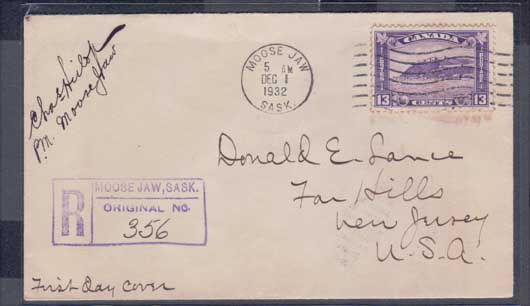 Chas Hislop
P.M. Moose Jaw
MOOSE JAW
5 AM
DEC 1
1932
SASK.
CANADA
13 CENTS 13
Donald E. Lance
Far Hills
New Jersey
U.S.A.
R
MOOSE JAW, SASK.
ORIGINAL NO.
356
First Day Cover